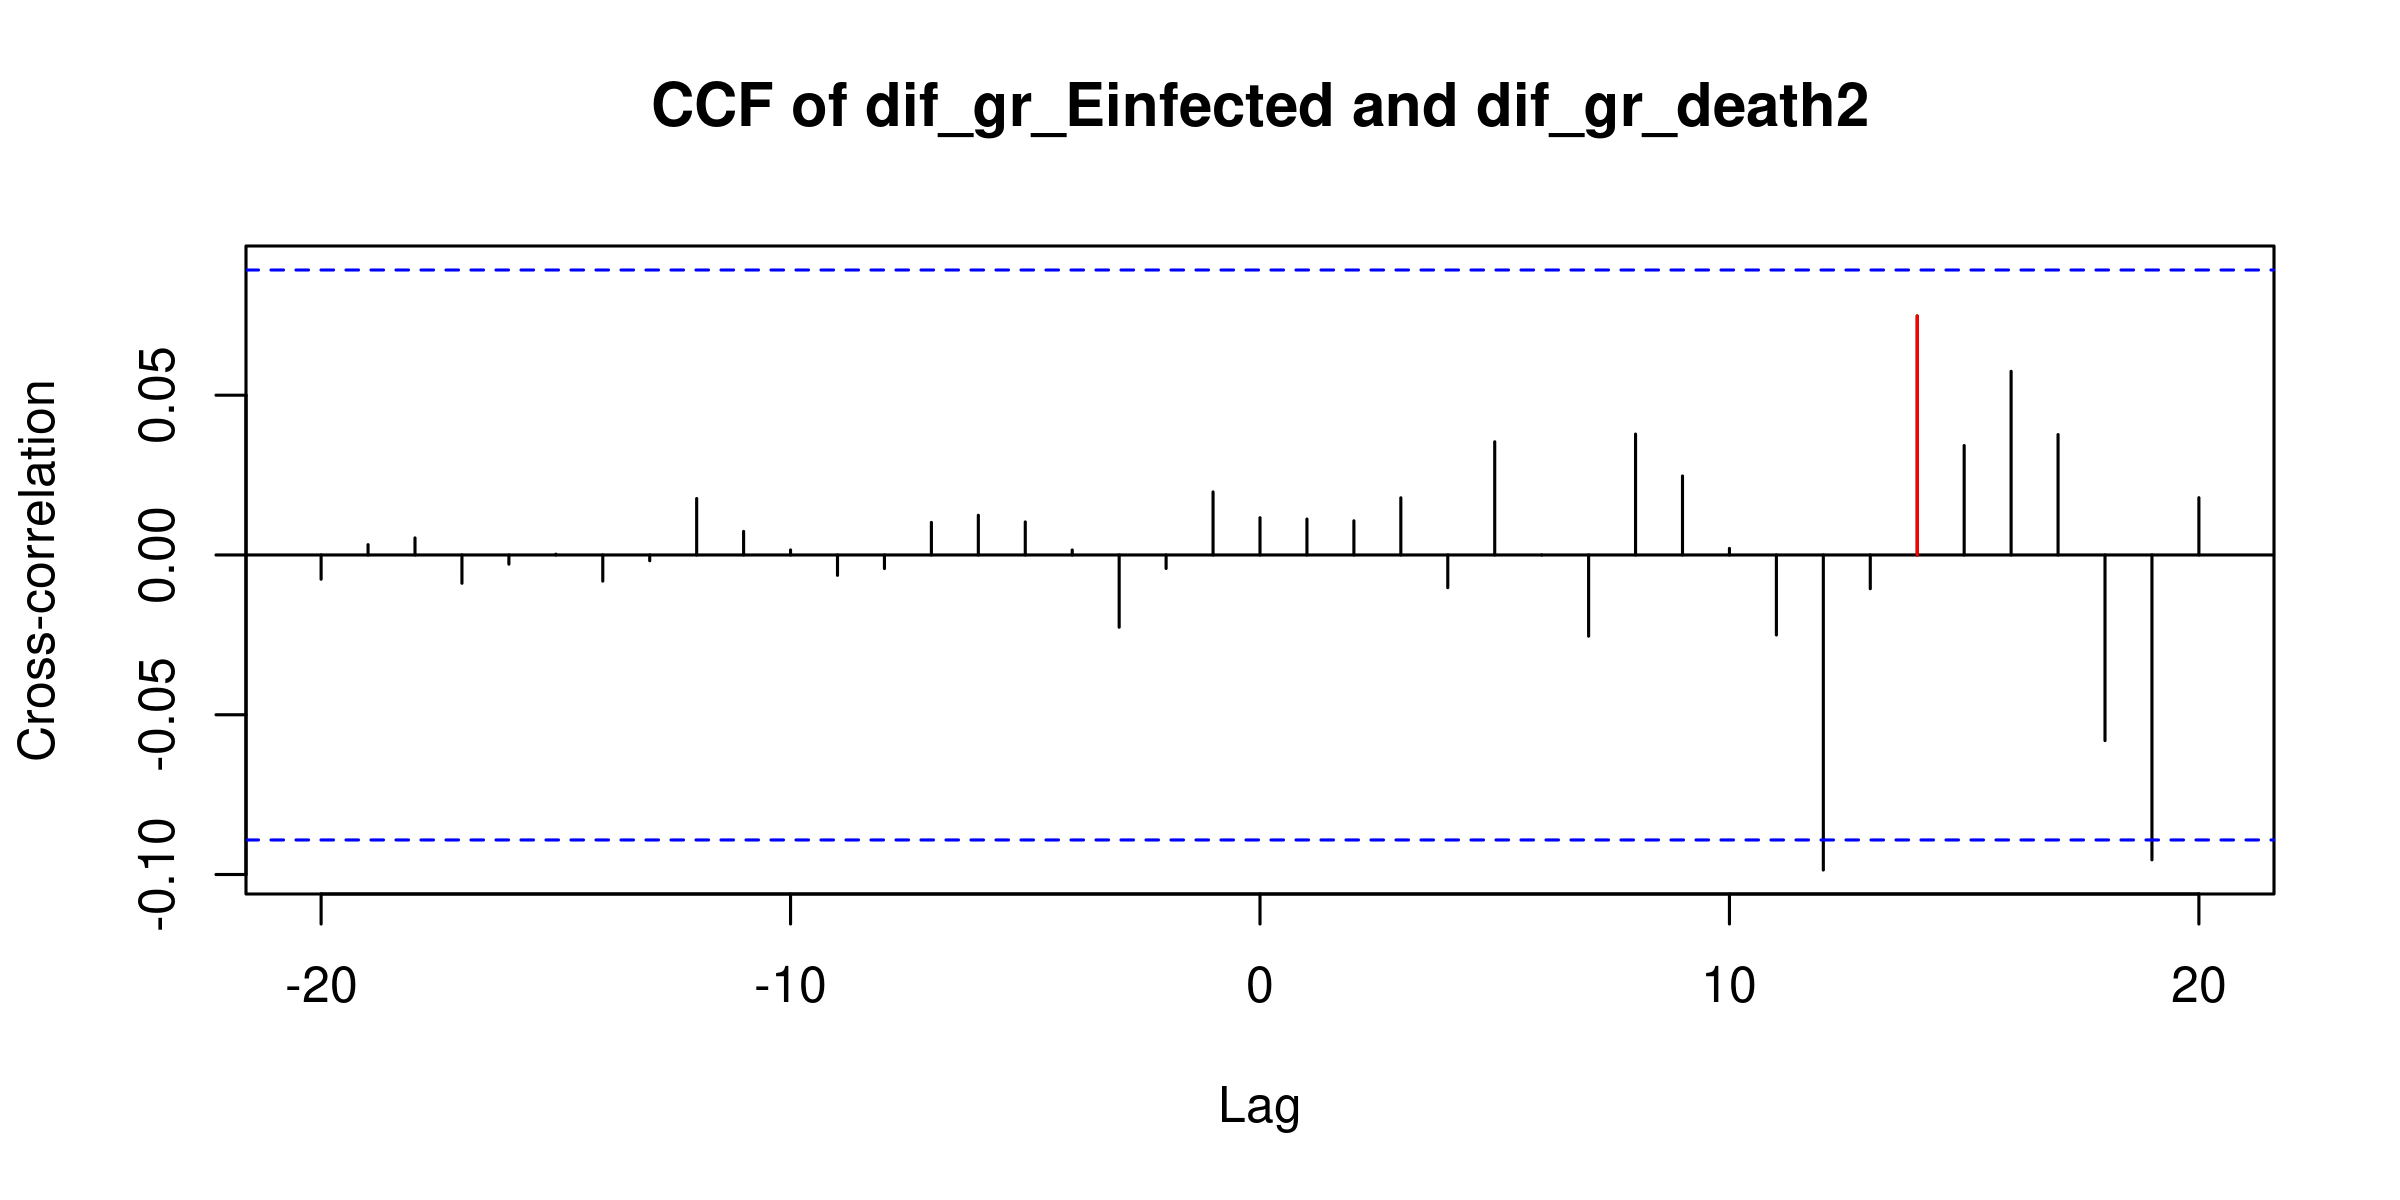 CCF of dif_gr_Einfected and dif_gr_death2
Cross-correlation
0.05
0.00
-0.05
-0.10
-20 -10 0 10 20
Lag